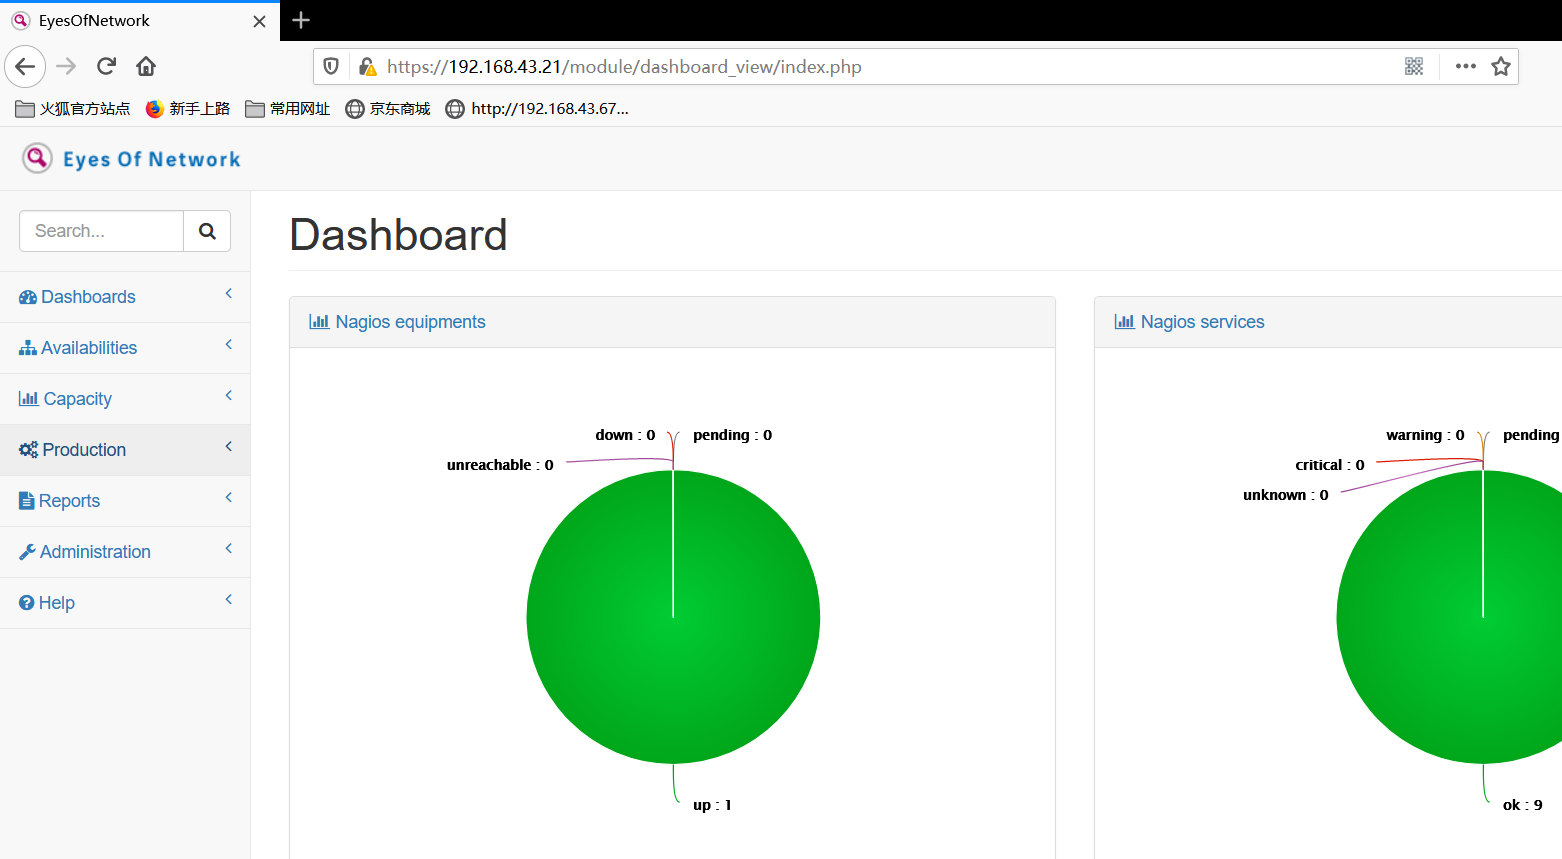 EyesOfNetwork
https://192.168.43.21/module/dashboard_view/index.php
火狐官方站点 新手上路 常用网址 京东商城 http://192.168.43.67...
Eyes Of Network
Search...
Dashboards
Availabilities
Capacity
Production
Reports
Administration
Help
Dashboard
Nagios equipments
down : 0
pending : 0
unreachable : 0
up : 1
Nagios services
warning : 0
pending
critical : 0
unknown : 0
ok : 9